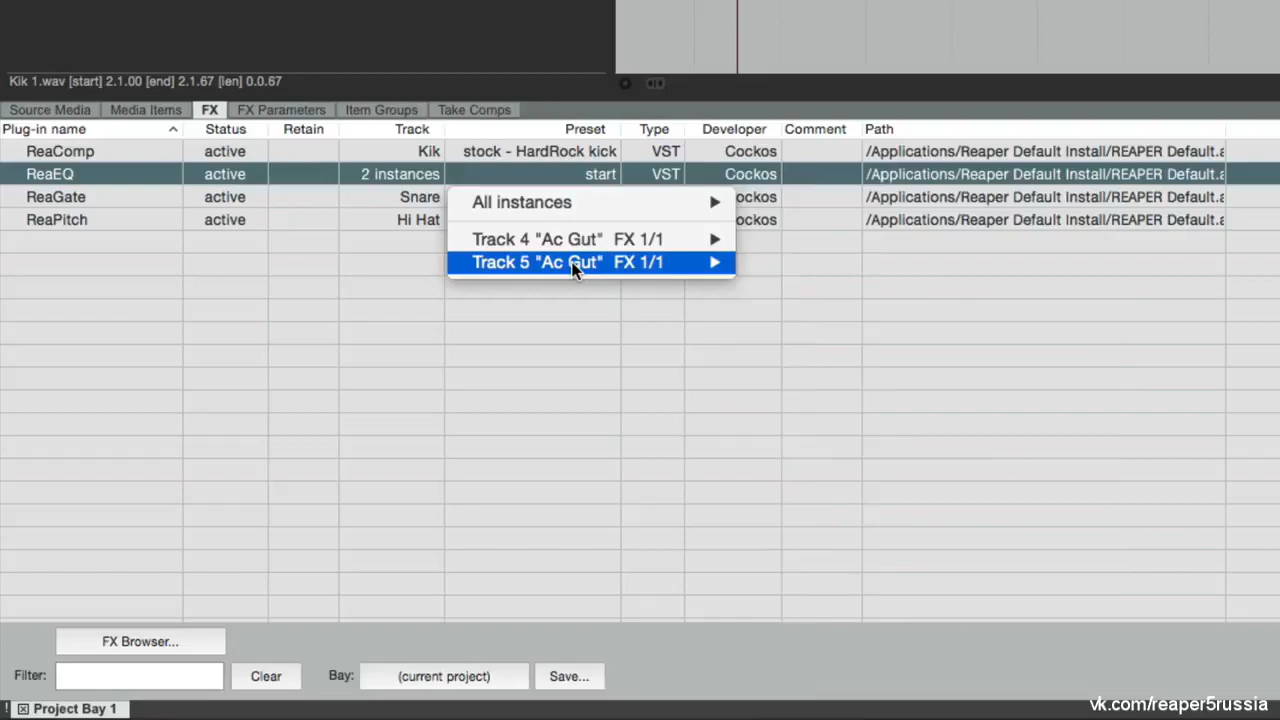 Kik 1.wav [start] 2.1.00 [end] 2.1.67 [len] 0.0.67
Source Media Media Items FX FX Parameters Item Groups Take Comps
Plug-in name Status Retain Track Preset Type Developer Comment Path
ReaComp active Kik stock - HardRock kick VST Cockos /Applications/Reaper Default Install/REAPER Default.a
ReaEQ active 2 instances start VST Cockos /Applications/Reaper Default Install/REAPER Default.a
ReaGate active Snare ockos /Applications/Reaper Default Install/REAPER Default.a
ReaPitch active Hi Hat ockos /Applications/Reaper Default Install/REAPER Default.a
All instances
Track 4 "Ac Gut" FX 1/1
Track 5 "Ac Gut" FX 1/1
FX Browser...
Filter: Clear Bay: (current project) Save...
! Project Bay 1
vk.com/reaper5russia